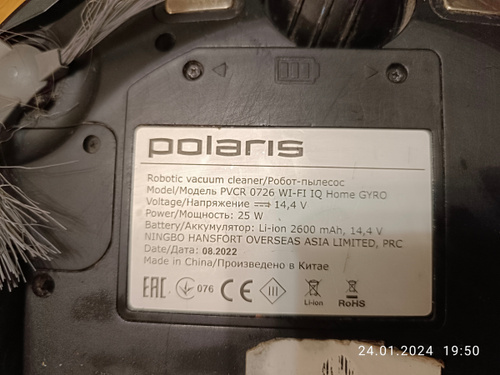 polaris
Robotic vacuum cleaner/Робот-пылесос
Model/Модель PVCR 0726 WI-FI IQ Home GYRO
Voltage/Напряжение ⎓ 14,4 V
Power/Мощность: 25 W
Battery/Аккумулятор: Li-ion 2600 mAh, 14,4 V
NINGBO HANSFORT OVERSEAS ASIA LIMITED, PRC
Date/Дата: 08.2022
Made in China/Произведено в Китае
EAC 076 CE III Li-ion RoHS
24.01.2024 19:50